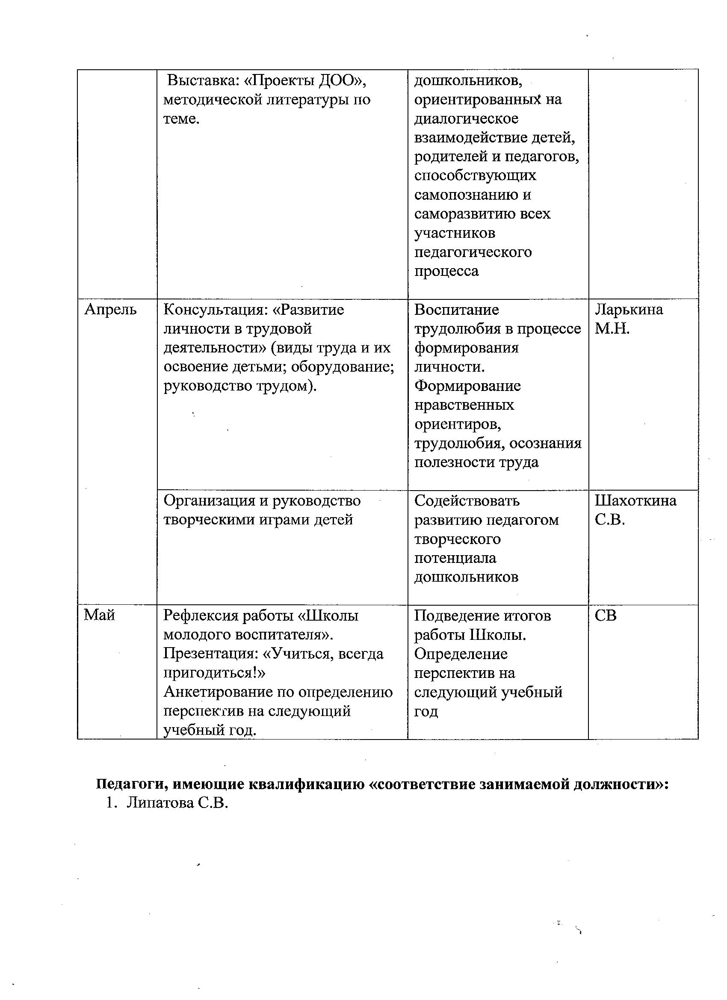 Выставка: «Проекты ДОО»,
методической литературы по
теме.
дошкольников,
ориентированных на
диалогическое
взаимодействие детей,
родителей и педагогов,
способствующих
самопознанию и
саморазвитию всех
участников
педагогического
процесса
Апрель
Консультация: «Развитие
личности в трудовой
деятельности» (виды труда и их
освоение детьми; оборудование;
руководство трудом).
Воспитание
трудолюбия в процессе
формирования
личности.
Формирование
нравственных
ориентиров,
трудолюбия, осознания
полезности труда
Ларькина
М.Н.
Организация и руководство
творческими играми детей
Содействовать
развитию педагогом
творческого
потенциала
дошкольников
Шахоткина
С.В.
Май
Рефлексия работы «Школы
молодого воспитателя».
Презентация: «Учиться, всегда
пригодиться!»
Анкетирование по определению
перспектив на следующий
учебный год.
Подведение итогов
работы Школы.
Определение
перспектив на
следующий учебный
год
СВ
Педагоги, имеющие квалификацию «соответствие занимаемой должности»:
1. Липатова С.В.